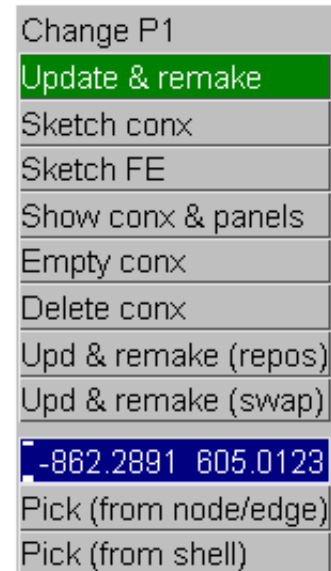 Change P1
Update & remake
Sketch conx
Sketch FE
Show conx & panels
Empty conx
Delete conx
Upd & remake (repos)
Upd & remake (swap)
-862.2891 605.0123
Pick (from node/edge)
Pick (from shell)